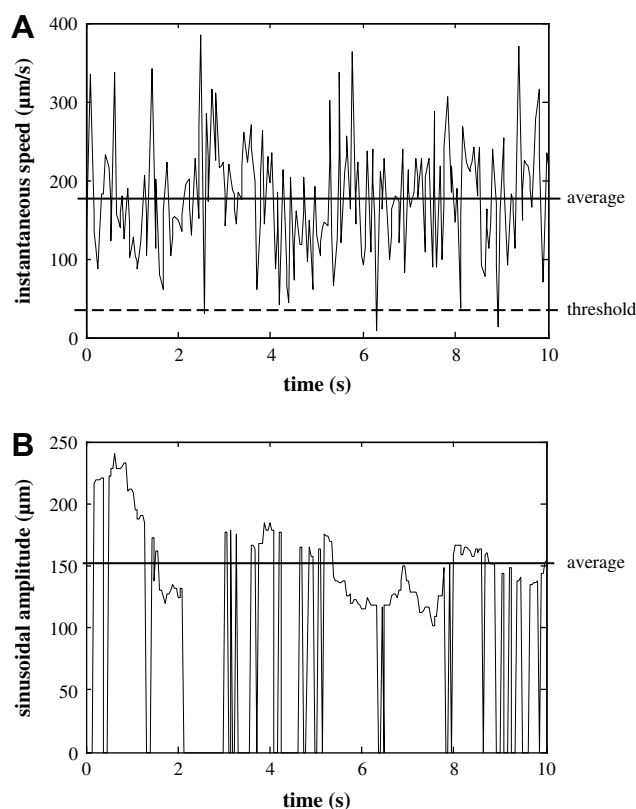 A
400
300
200
100
0
instantaneous speed (µm/s)
average
threshold
0 2 4 6 8 10
time (s)
B
250
200
150
100
50
0
sinusoidal amplitude (µm)
average
0 2 4 6 8 10
time (s)